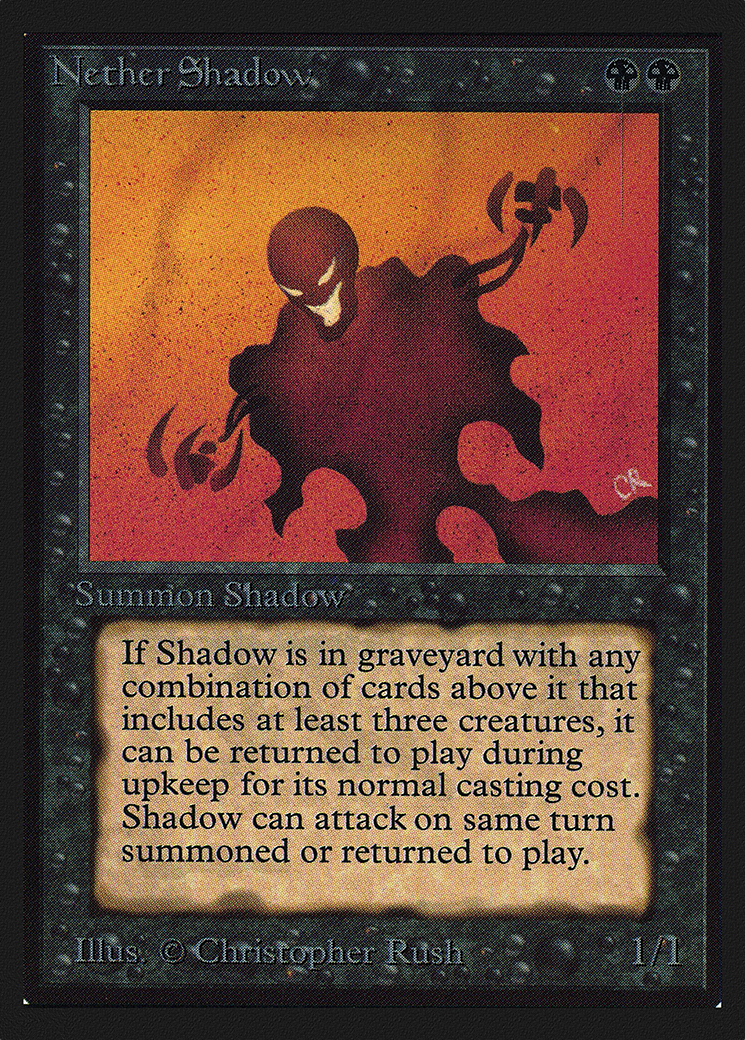 Nether Shadow
CR
Summon Shadow
If Shadow is in graveyard with any
combination of cards above it that
includes at least three creatures, it
can be returned to play during
upkeep for its normal casting cost.
Shadow can attack on same turn
summoned or returned to play.
Illus. © Christopher Rush
1/1